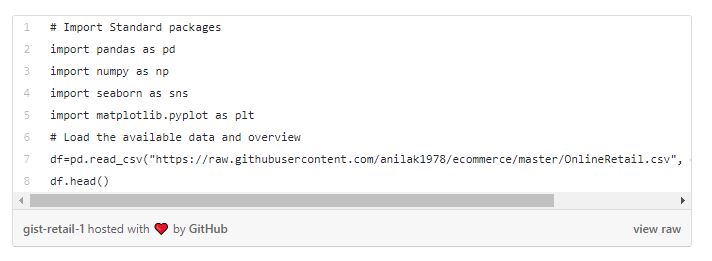 1 # Import Standard packages
2 import pandas as pd
3 import numpy as np
4 import seaborn as sns
5 import matplotlib.pyplot as plt
6 # Load the available data and overview
7 df=pd.read_csv("https://raw.githubusercontent.com/anilak1978/ecommerce/master/OnlineRetail.csv",
8 df.head()
gist-retail-1 hosted with ❤ by GitHub view raw